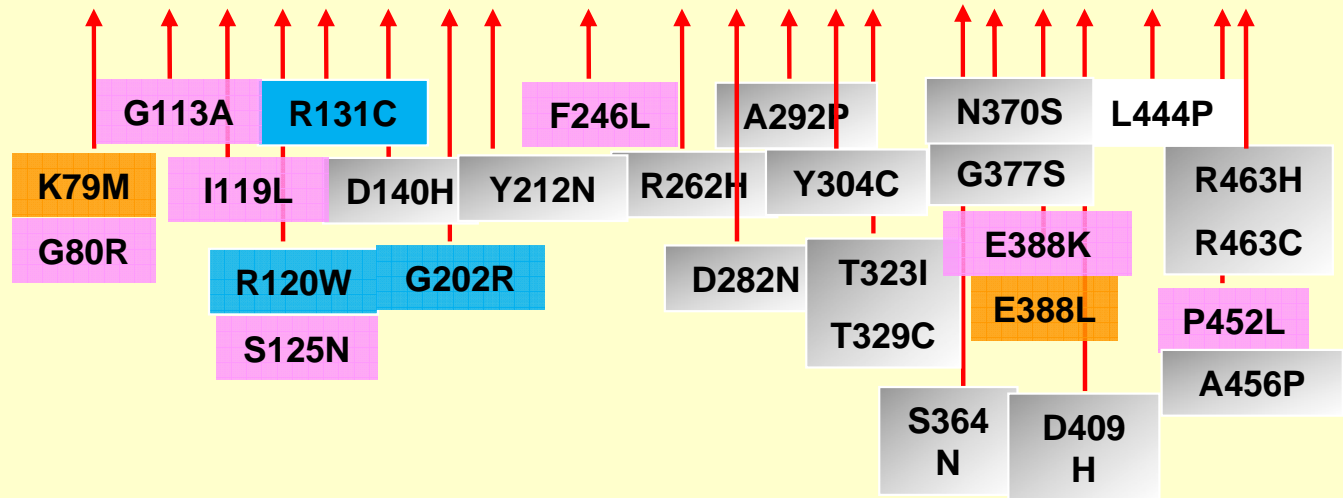 G113A
R131C
F246L
A292P
N370S
L444P
K79M
I119L
D140H
Y212N
R262H
Y304C
G377S
R463H
G80R
R120W
G202R
D282N
T323I
E388K
R463C
S125N
T329C
E388L
P452L
A456P
S364
N
D409
H